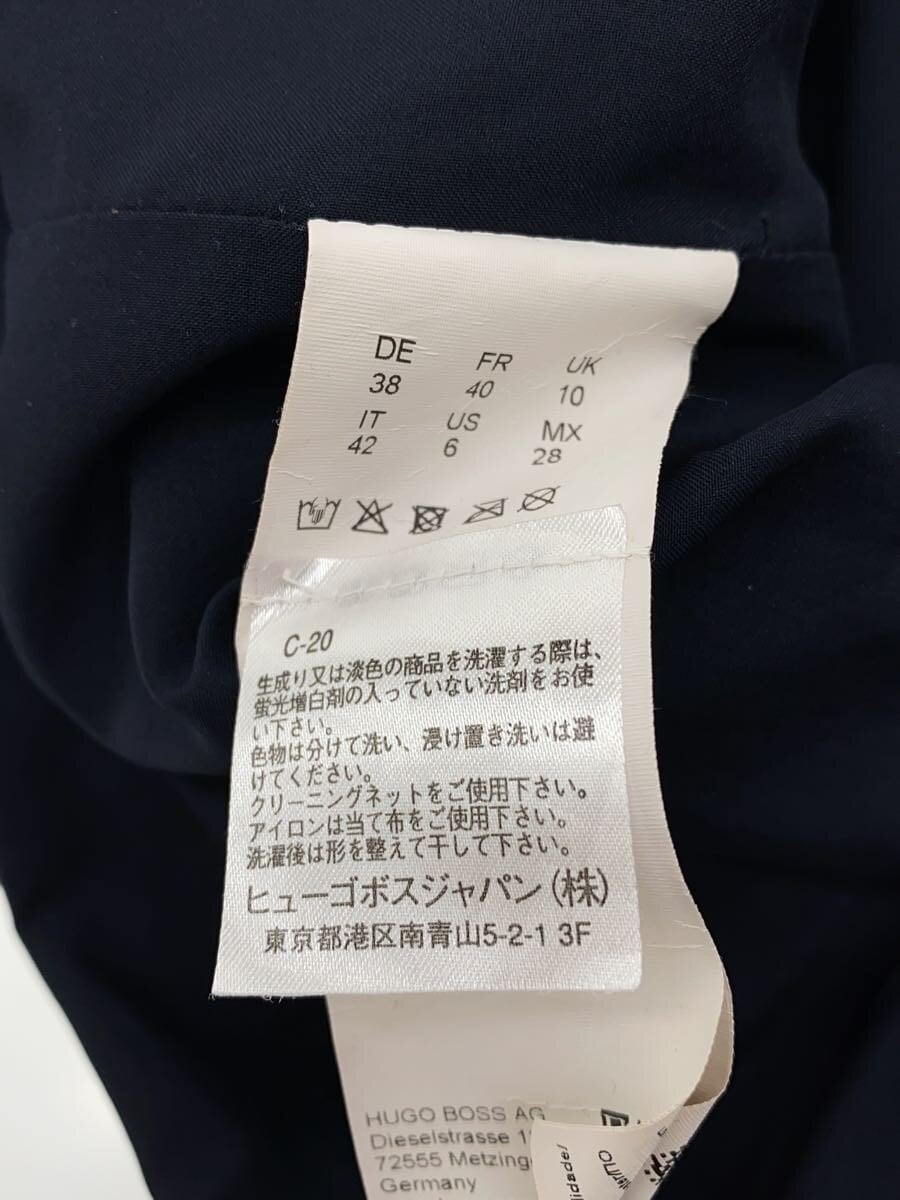 DE FR UK
38 40 10
IT US MX
42 6 28
C-20
生成り又は淡色の商品を洗濯する際は、
蛍光増白剤の入っていない洗剤をお使
い下さい。
色物は分けて洗い、浸け置き洗いは避
けてください。
クリーニングネットをご使用下さい。
アイロンは当て布をご使用下さい。
洗濯後は形を整えて干して下さい。
ヒューゴボスジャパン(株)
東京都港区南青山5-2-1 3F
HUGO BOSS AG
Dieselstrasse
72555
Germany